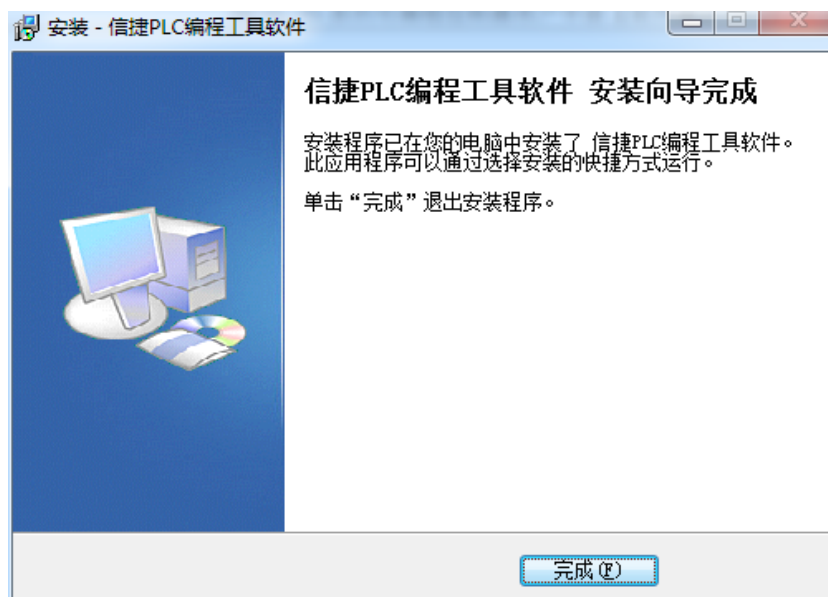 安装 - 信捷PLC编程工具软件
信捷PLC编程工具软件 安装向导完成
安装程序已在您的电脑中安装了 信捷PLC编程工具软件。
此应用程序可以通过选择安装的快捷方式运行。
单击“完成”退出安装程序。
完成(F)